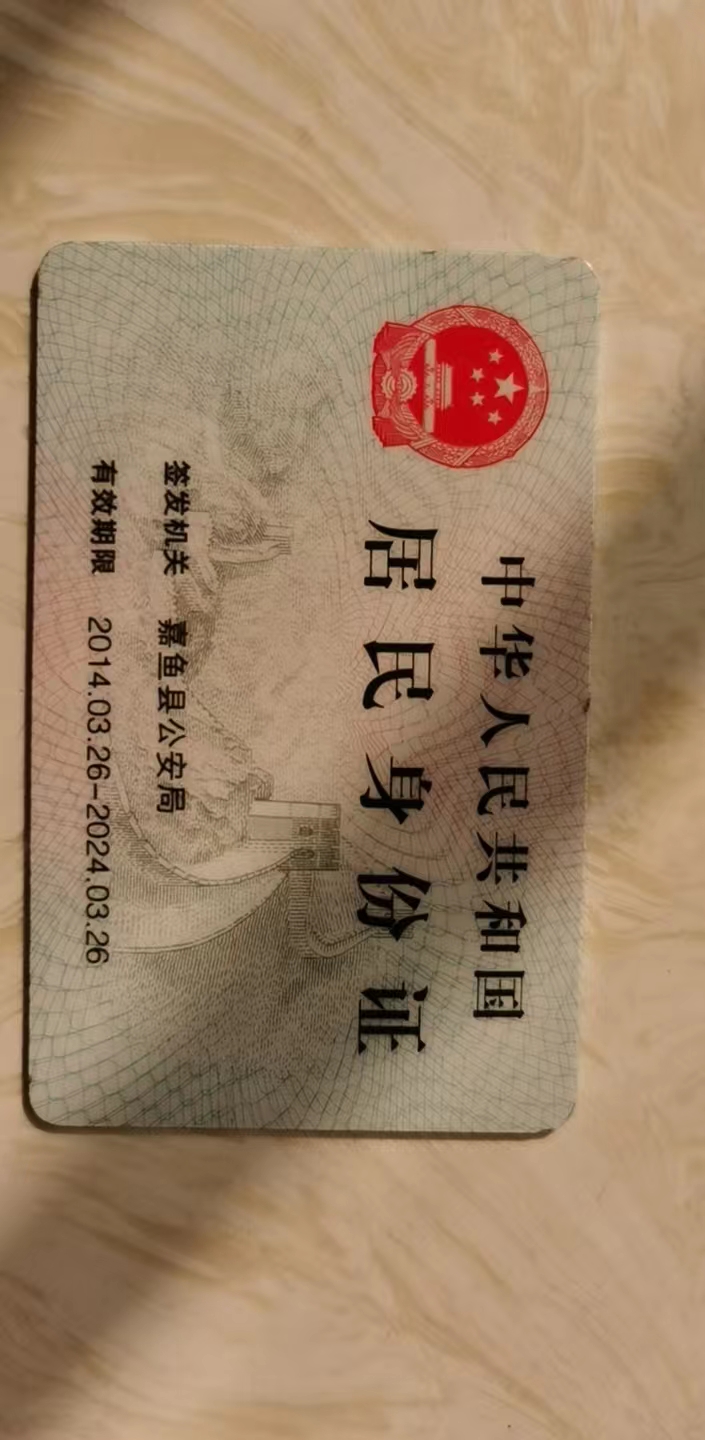 中华人民共和国
居民身份证
签发机关 嘉鱼县公安局
有效期限 2014.03.26-2024.03.26